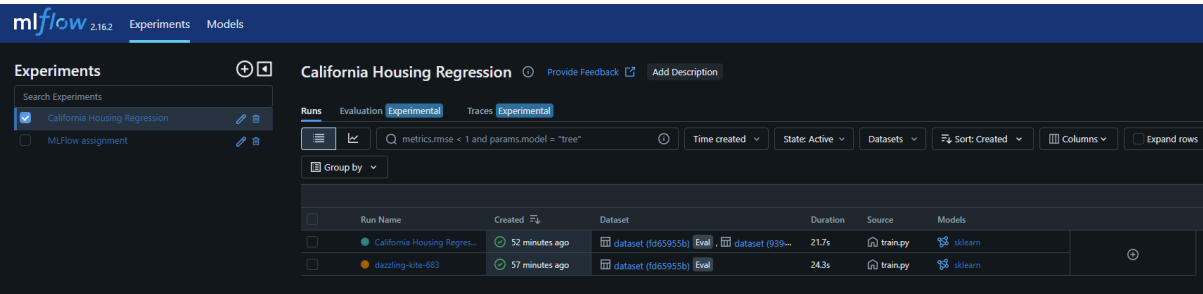 mlflow 2.16.2 Experiments Models
Experiments
Search Experiments
California Housing Regression
MLFlow assignment
California Housing Regression Provide Feedback Add Description
Runs Evaluation Experimental Traces Experimental
metrics.rmse < 1 and params.model = "tree" Time created State: Active Datasets Sort: Created Columns Expand rows
Group by
Run Name Created Dataset Duration Source Models
California Housing Regres... 52 minutes ago dataset (fd65955b) Eval , dataset (939... 21.7s train.py sklearn
dazzling-kite-683 57 minutes ago dataset (fd65955b) Eval 24.3s train.py sklearn